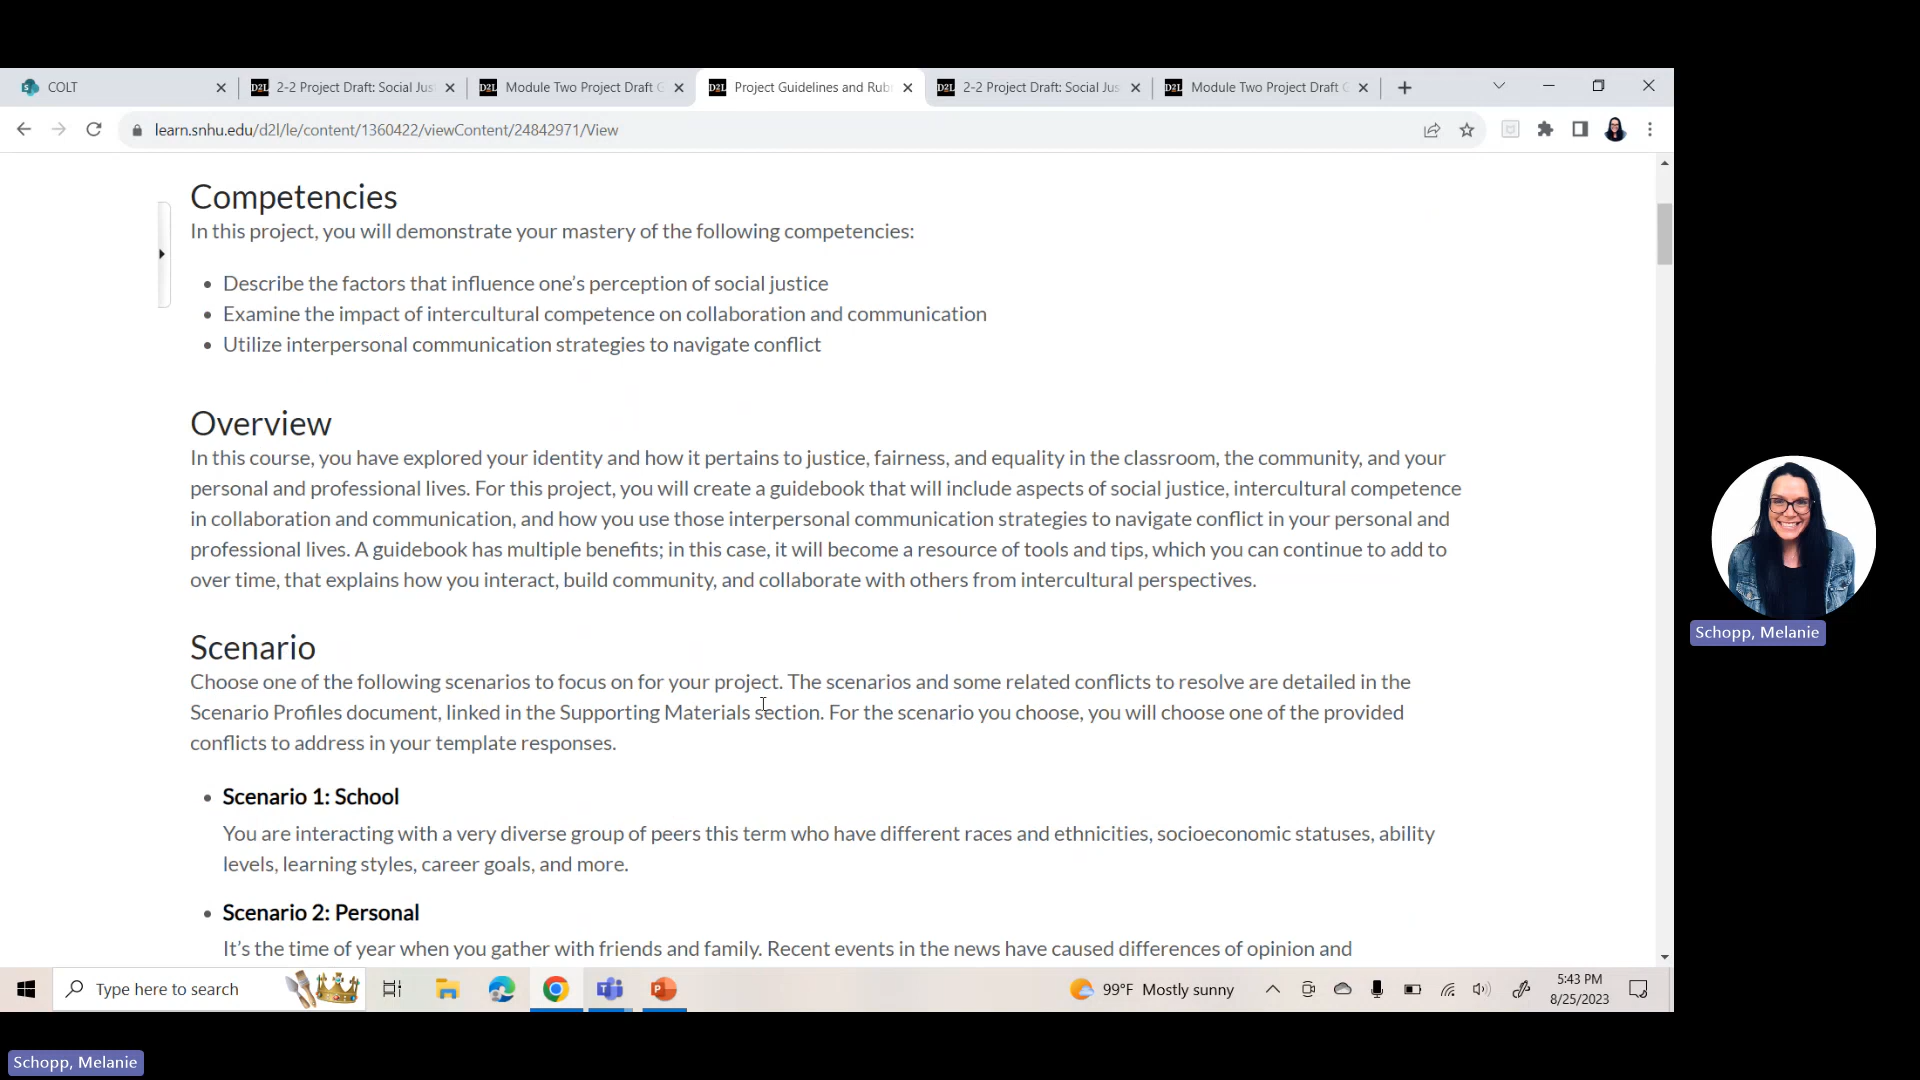 COLT
2-2 Project Draft: Social Jus
Module Two Project Draft G
Project Guidelines and Rub
2-2 Project Draft: Social Jus
Module Two Project Draft G
learn.snhu.edu/d2l/le/content/1360422/viewContent/24842971/View
Competencies
In this project, you will demonstrate your mastery of the following competencies:
• Describe the factors that influence one’s perception of social justice
• Examine the impact of intercultural competence on collaboration and communication
• Utilize interpersonal communication strategies to navigate conflict
Overview
In this course, you have explored your identity and how it pertains to justice, fairness, and equality in the classroom, the community, and your
personal and professional lives. For this project, you will create a guidebook that will include aspects of social justice, intercultural competence
in collaboration and communication, and how you use those interpersonal communication strategies to navigate conflict in your personal and
professional lives. A guidebook has multiple benefits; in this case, it will become a resource of tools and tips, which you can continue to add to
over time, that explains how you interact, build community, and collaborate with others from intercultural perspectives.
Scenario
Choose one of the following scenarios to focus on for your project. The scenarios and some related conflicts to resolve are detailed in the
Scenario Profiles document, linked in the Supporting Materials section. For the scenario you choose, you will choose one of the provided
conflicts to address in your template responses.
• Scenario 1: School
You are interacting with a very diverse group of peers this term who have different races and ethnicities, socioeconomic statuses, ability
levels, learning styles, career goals, and more.
• Scenario 2: Personal
It’s the time of year when you gather with friends and family. Recent events in the news have caused differences of opinion and
Schopp, Melanie
Type here to search
99°F Mostly sunny
5:43 PM
8/25/2023
Schopp, Melanie